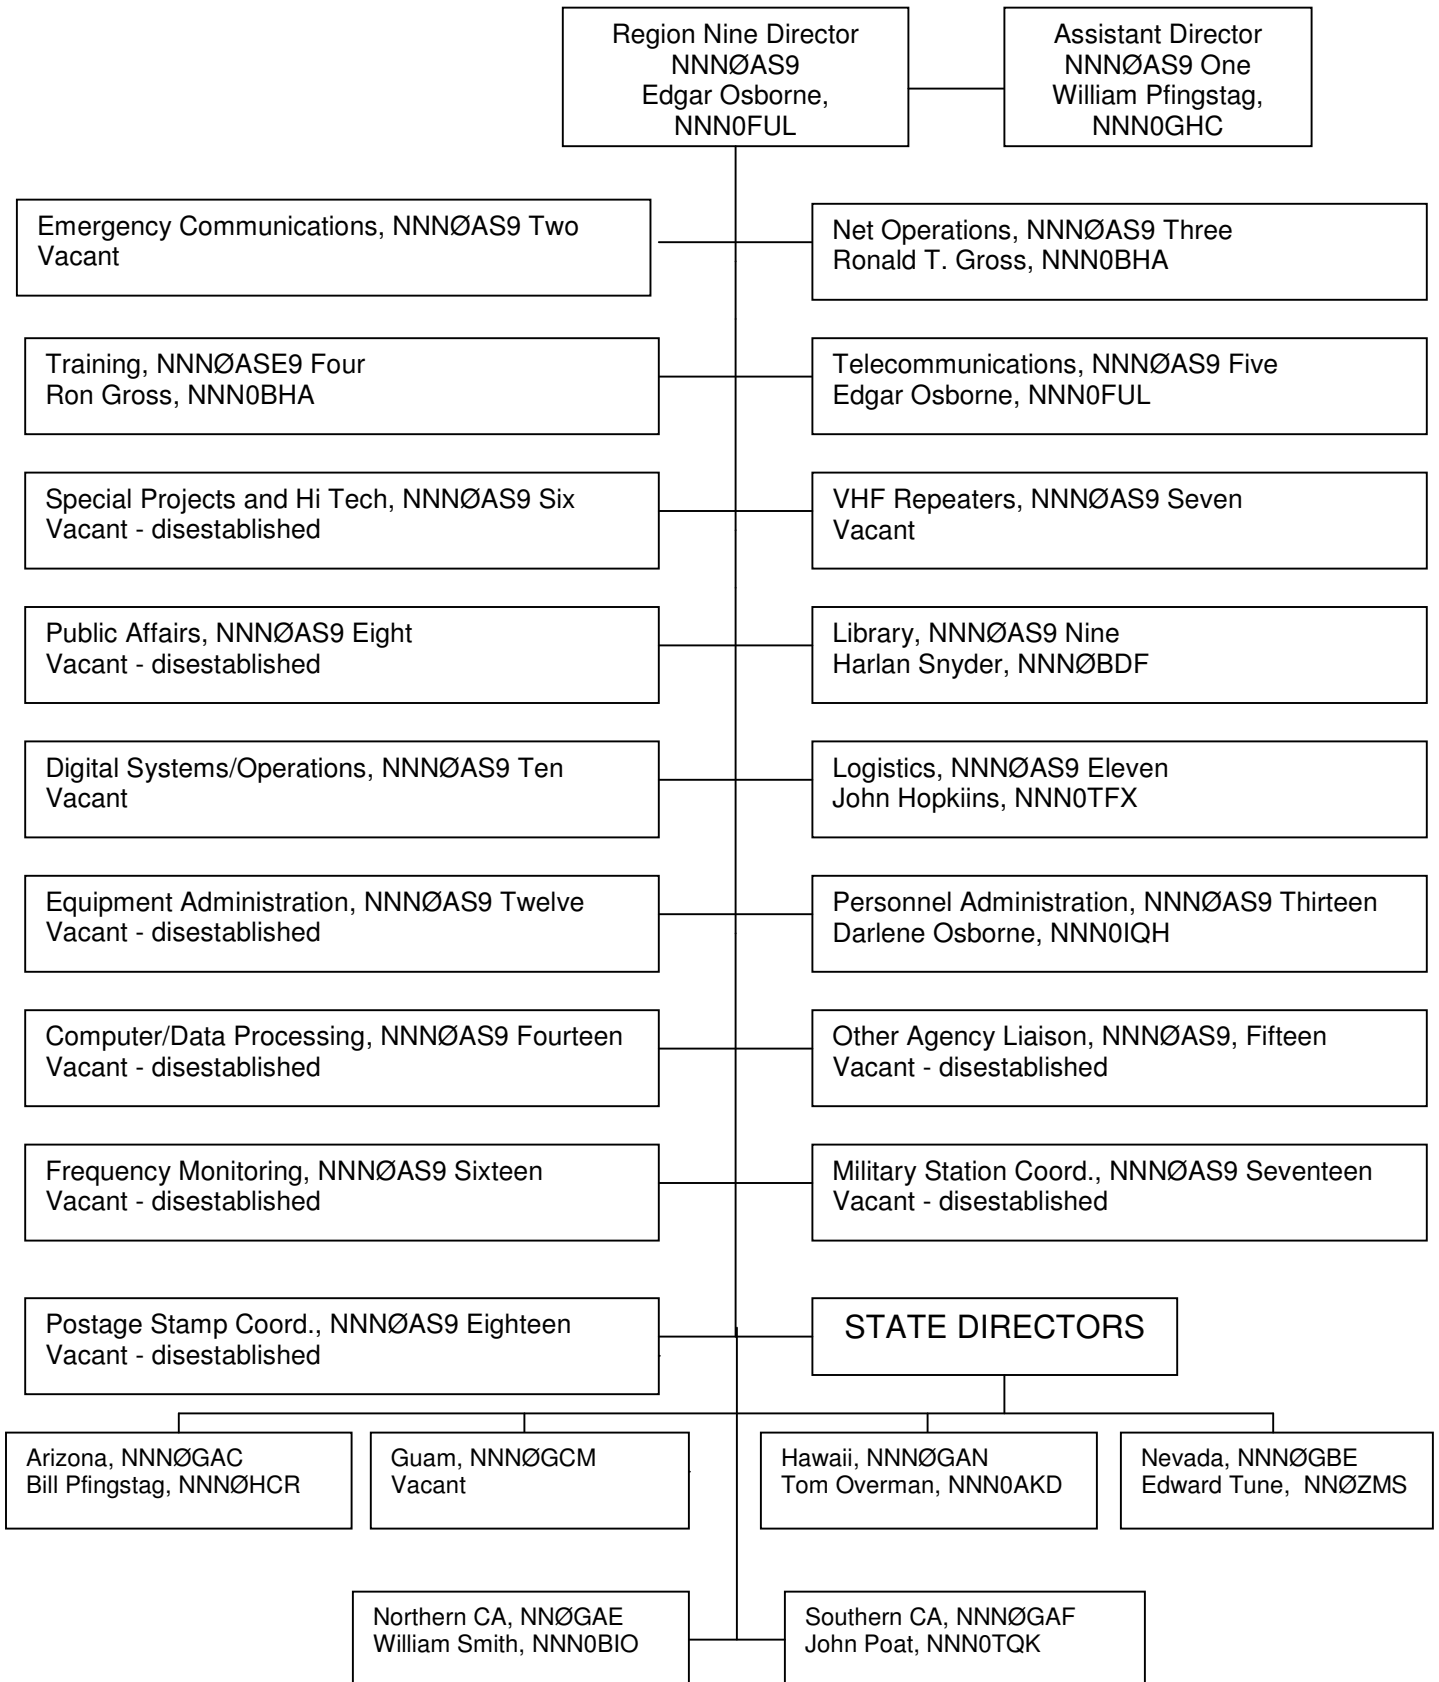 Region Nine Director
NNNØAS9
Edgar Osborne,
NNN0FUL
Assistant Director
NNNØAS9 One
William Pfingstag,
NNN0GHC
Emergency Communications, NNNØAS9 Two
Vacant
Net Operations, NNNØAS9 Three
Ronald T. Gross, NNN0BHA
Training, NNNØASE9 Four
Ron Gross, NNN0BHA
Telecommunications, NNNØAS9 Five
Edgar Osborne, NNN0FUL
Special Projects and Hi Tech, NNNØAS9 Six
Vacant - disestablished
VHF Repeaters, NNNØAS9 Seven
Vacant
Public Affairs, NNNØAS9 Eight
Vacant - disestablished
Library, NNNØAS9 Nine
Harlan Snyder, NNNØBDF
Digital Systems/Operations, NNNØAS9 Ten
Vacant
Logistics, NNNØAS9 Eleven
John Hopkiins, NNN0TFX
Equipment Administration, NNNØAS9 Twelve
Vacant - disestablished
Personnel Administration, NNNØAS9 Thirteen
Darlene Osborne, NNN0IQH
Computer/Data Processing, NNNØAS9 Fourteen
Vacant - disestablished
Other Agency Liaison, NNNØAS9, Fifteen
Vacant - disestablished
Frequency Monitoring, NNNØAS9 Sixteen
Vacant - disestablished
Military Station Coord., NNNØAS9 Seventeen
Vacant - disestablished
Postage Stamp Coord., NNNØAS9 Eighteen
Vacant - disestablished
STATE DIRECTORS
Arizona, NNNØGAC
Bill Pfingstag, NNNØHCR
Guam, NNNØGCM
Vacant
Hawaii, NNNØGAN
Tom Overman, NNN0AKD
Nevada, NNNØGBE
Edward Tune,  NNØZMS
Northern CA, NNØGAE
William Smith, NNN0BIO
Southern CA, NNNØGAF
John Poat, NNN0TQK